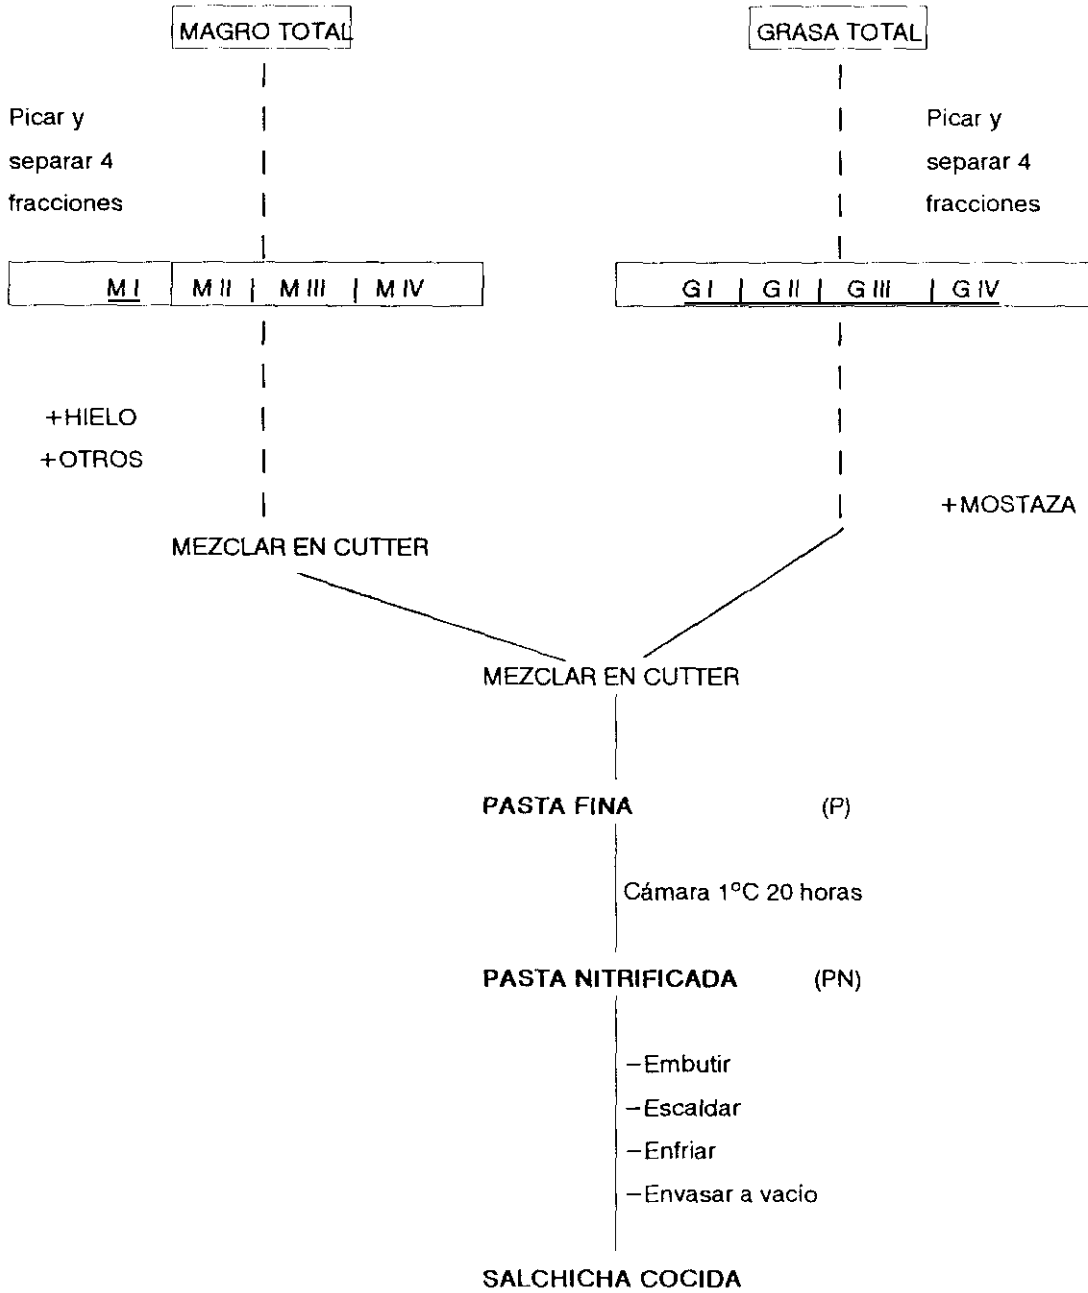 MAGRO TOTAL
GRASA TOTAL
Picar y
separar 4
fracciones
Picar y
separar 4
fracciones
M I | M II | M III | M IV
G I | G II | G III | G IV
+HIELO
+OTROS
+MOSTAZA
MEZCLAR EN CUTTER
MEZCLAR EN CUTTER
PASTA FINA (P)
Cámara 1ºC 20 horas
PASTA NITRIFICADA (PN)
-Embutir
-Escaldar
-Enfriar
-Envasar a vacío
SALCHICHA COCIDA